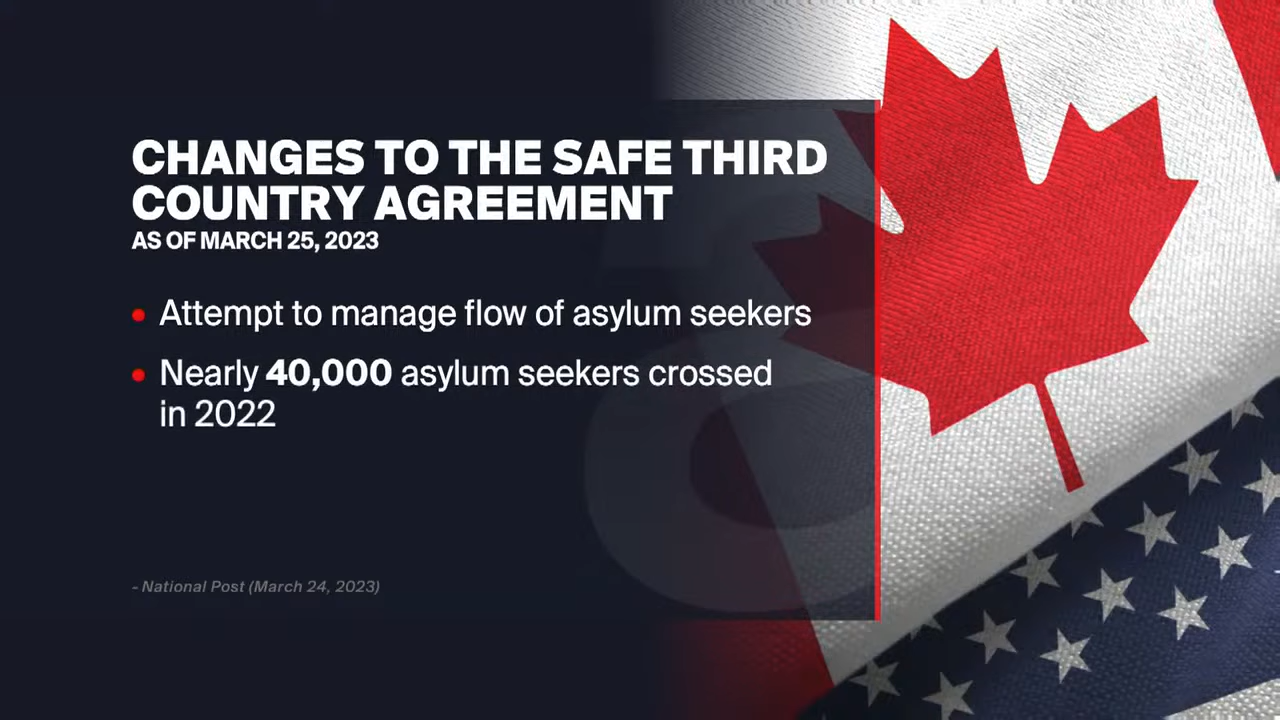 CHANGES TO THE SAFE THIRD
COUNTRY AGREEMENT
AS OF MARCH 25, 2023
• Attempt to manage flow of asylum seekers
• Nearly 40,000 asylum seekers crossed
in 2022
- National Post (March 24, 2023)